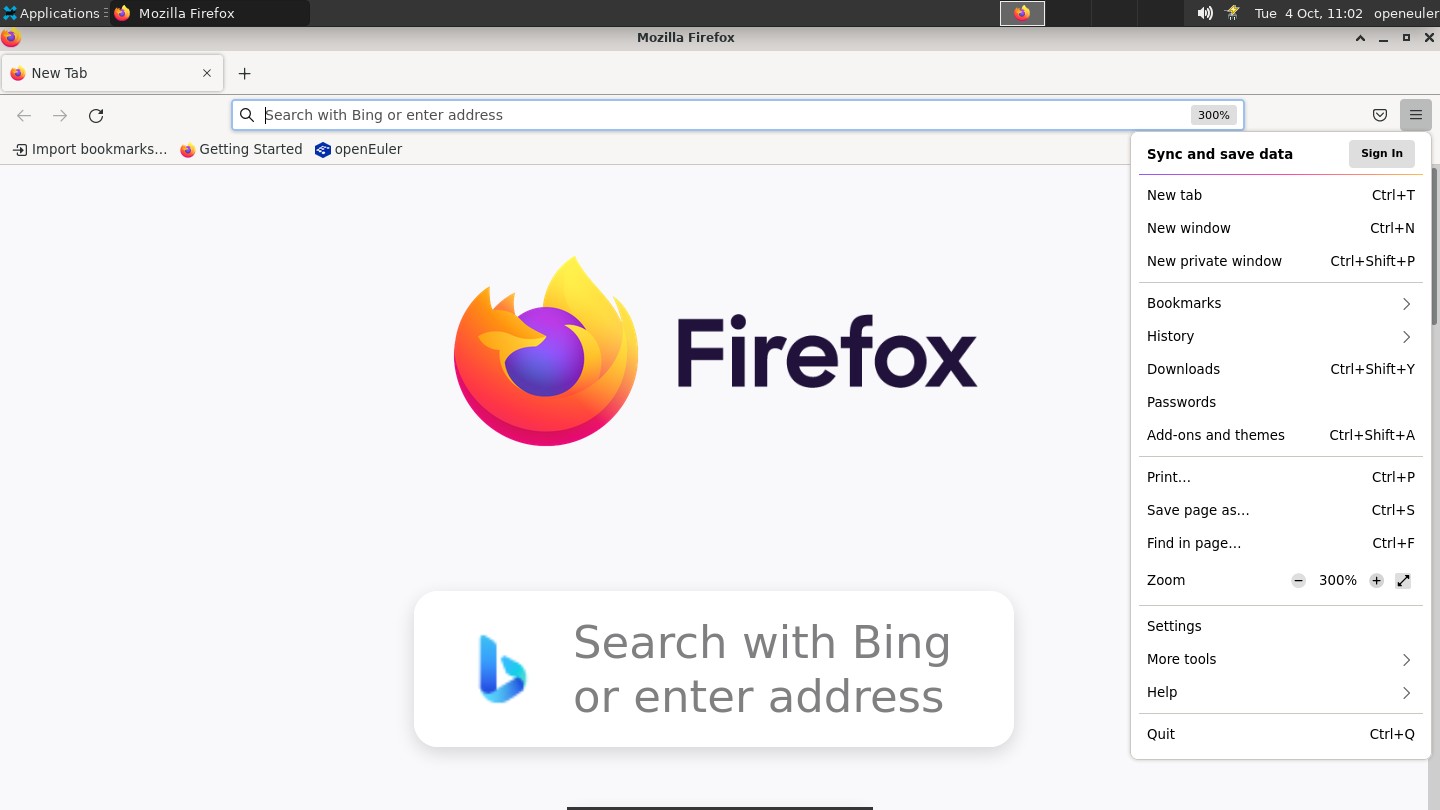 Applications
Mozilla Firefox
Tue 4 Oct, 11:02
openeuler
Mozilla Firefox
New Tab
Search with Bing or enter address
300%
Import bookmarks…
Getting Started
openEuler
Sync and save data
Sign In
New tab Ctrl+T
New window Ctrl+N
New private window Ctrl+Shift+P
Bookmarks
History
Downloads Ctrl+Shift+Y
Passwords
Add-ons and themes Ctrl+Shift+A
Print… Ctrl+P
Save page as… Ctrl+S
Find in page… Ctrl+F
Zoom 300%
Settings
More tools
Help
Quit Ctrl+Q
Firefox
Search with Bing
or enter address